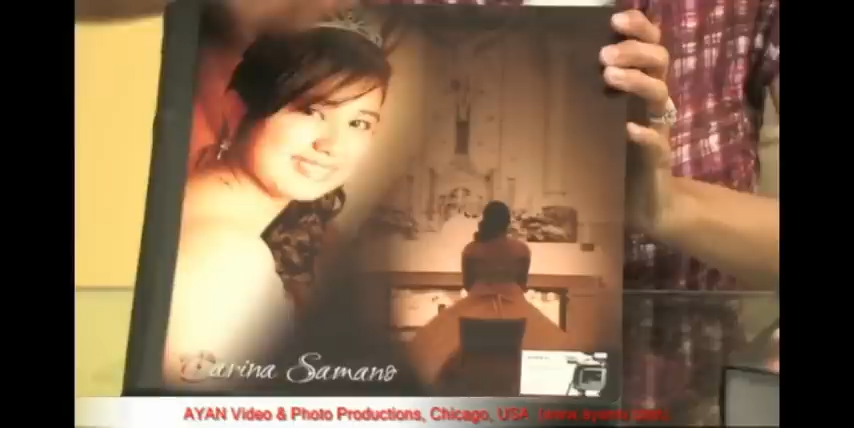 Carina Samano
AYAN Video & Photo Productions, Chicago, USA